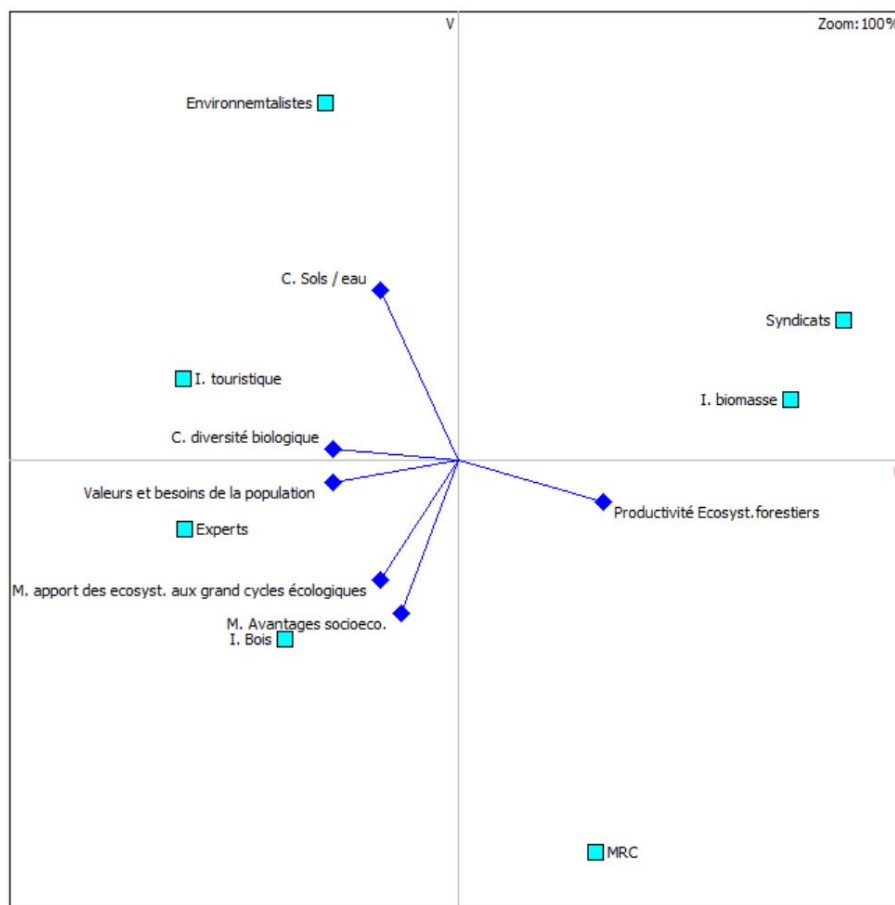 V
Zoom:100%
Environnemtalistes
C. Sols / eau
Syndicats
I. touristique
I. biomasse
C. diversité biologique
Valeurs et besoins de la population
Productivité Ecosyst.forestiers
Experts
M. apport des ecosyst. aux grand cycles écologiques
M. Avantages socioeco.
I. Bois
MRC